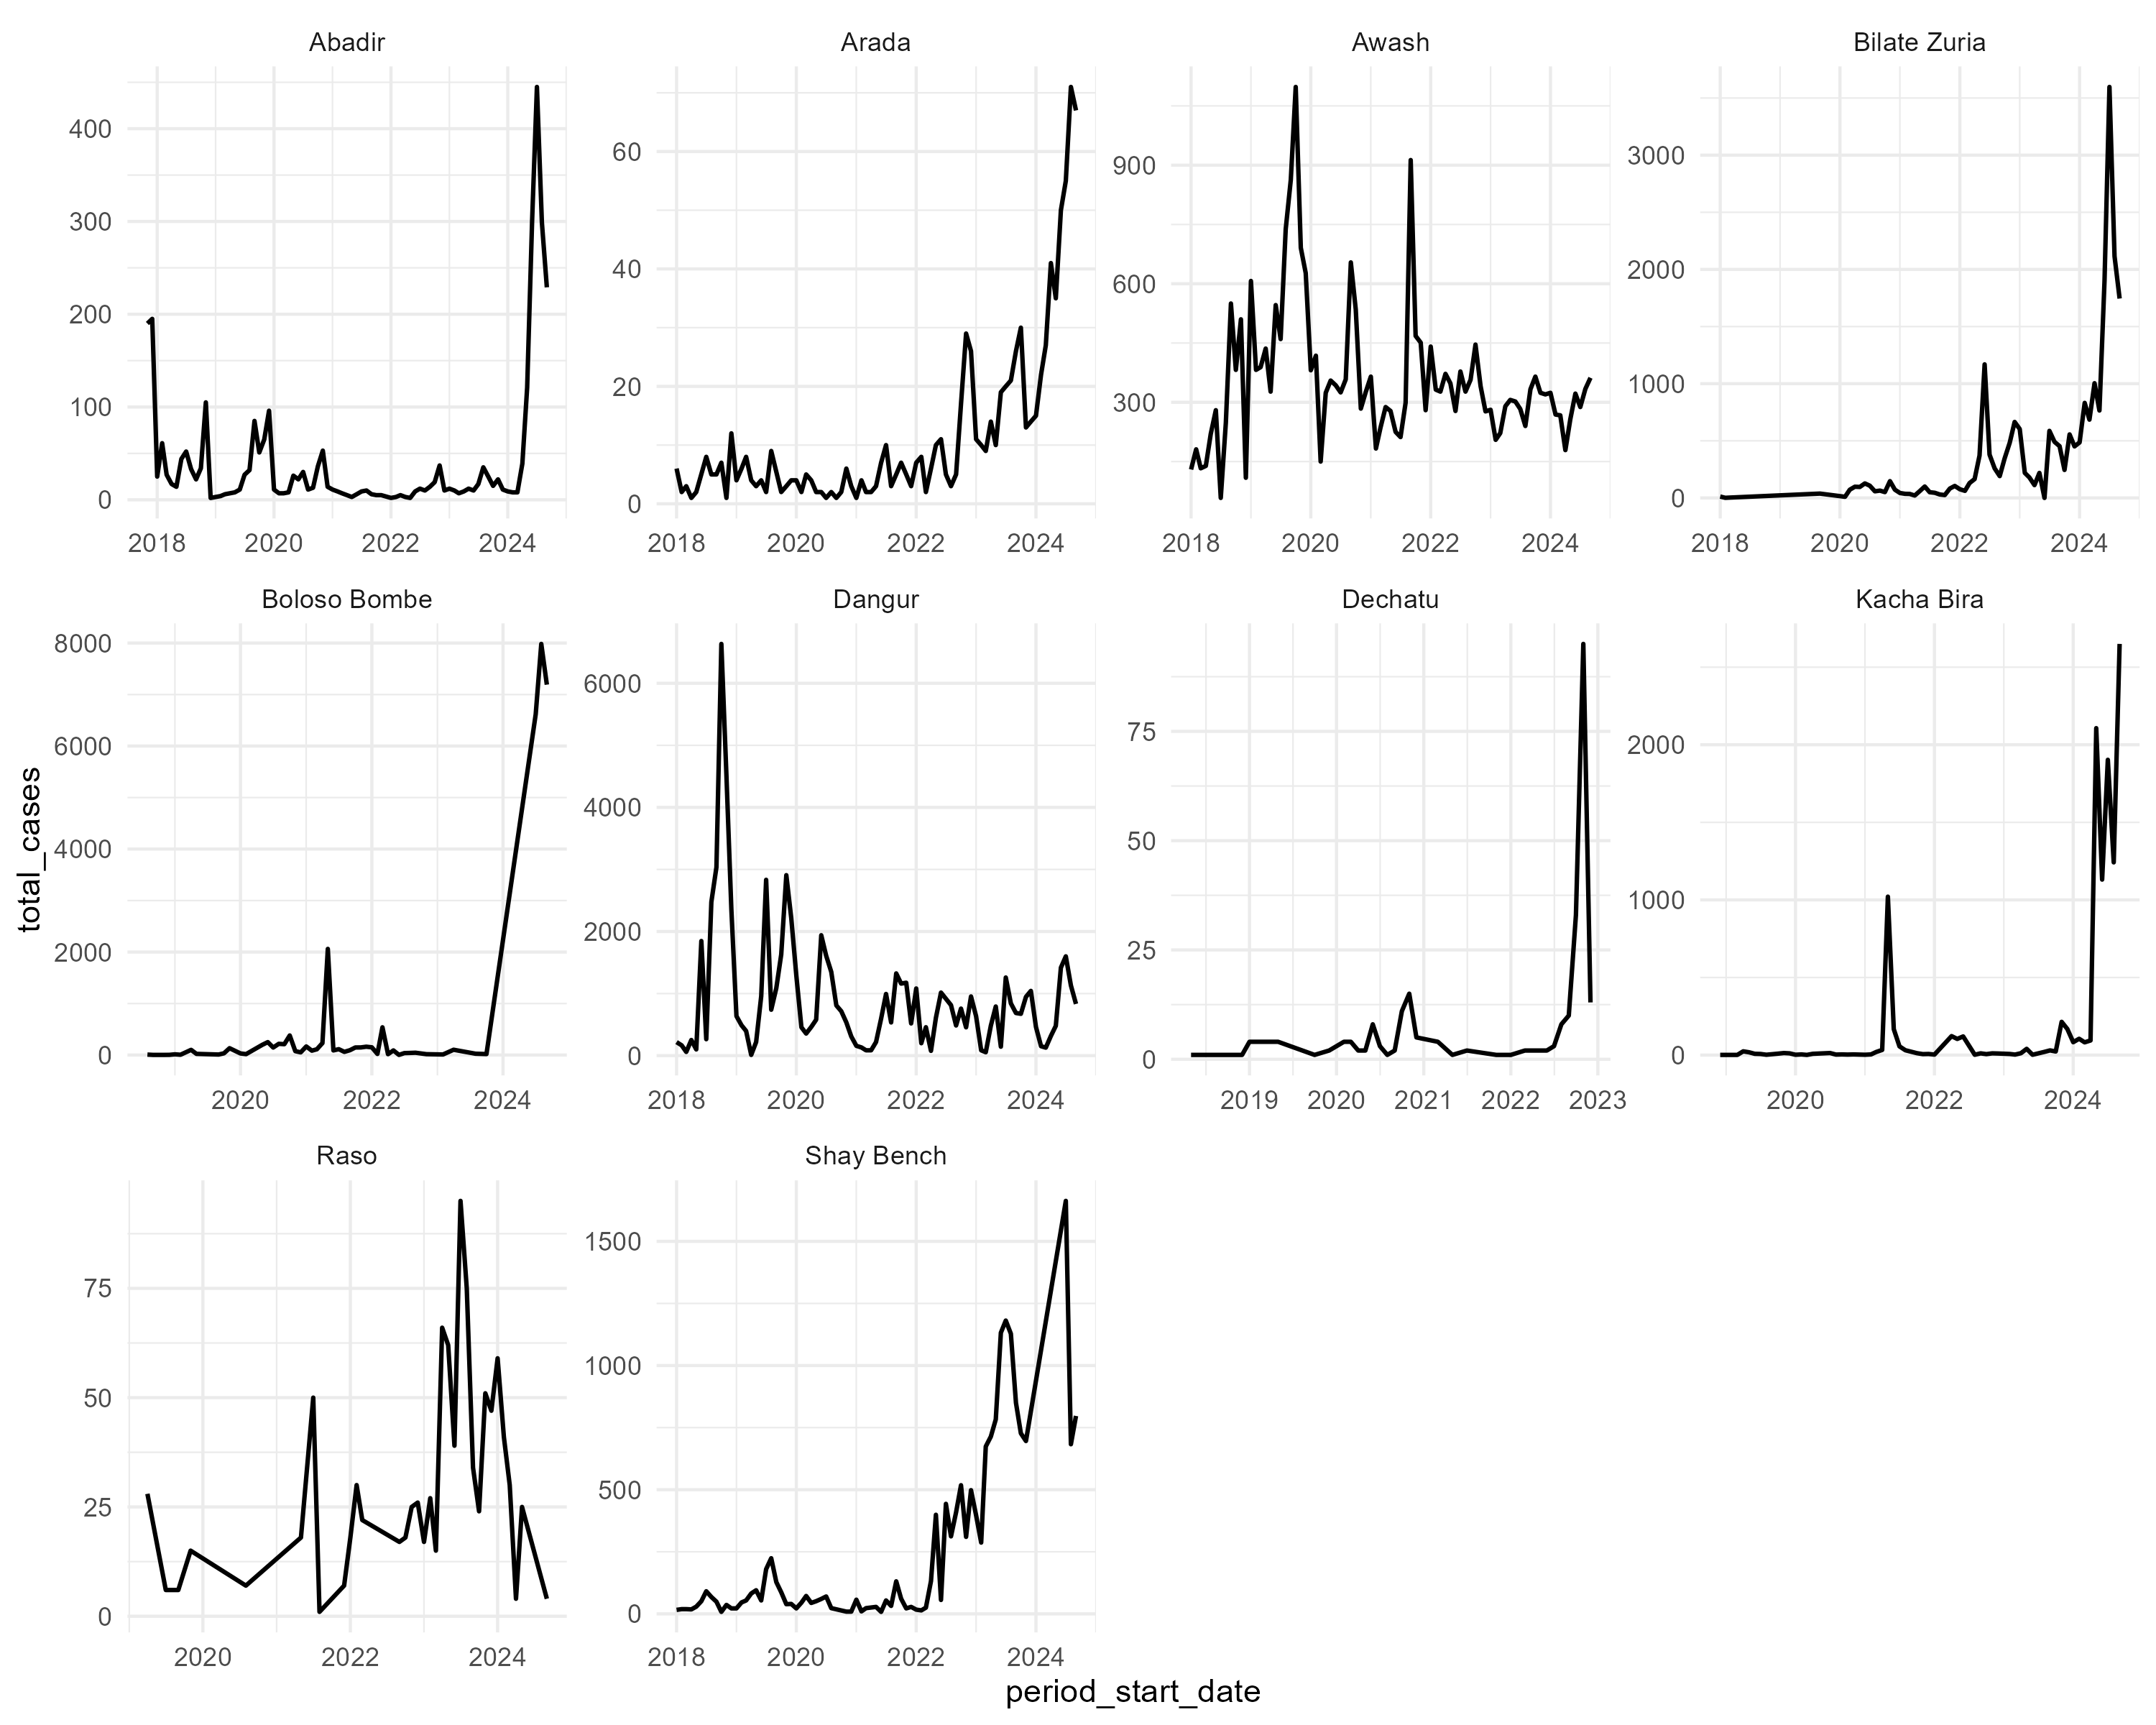 Abadir Arada Awash Bilate Zuria
400
300
200
100
0
2018 2020 2022 2024
60
40
20
0
2018 2020 2022 2024
900
600
300
2018 2020 2022 2024
3000
2000
1000
0
2018 2020 2022 2024
Boloso Bombe Dangur Dechatu Kacha Bira
total_cases
8000
6000
4000
2000
0
2020 2022 2024
6000
4000
2000
0
2018 2020 2022 2024
75
50
25
0
2019 2020 2021 2022 2023
2000
1000
0
2020 2022 2024
Raso Shay Bench
75
50
25
0
2020 2022 2024
1500
1000
500
0
2018 2020 2022 2024
period_start_date